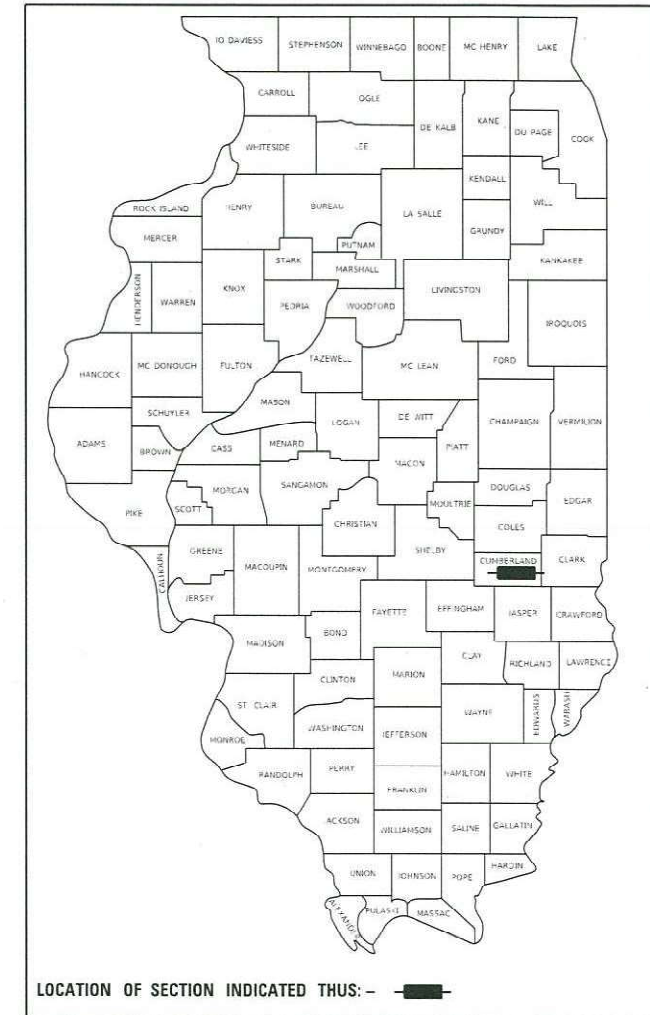 JO DAVIESS STEPHENSON WINNEBAGO BOONE MC HENRY LAKE
CARROLL OGLE
DE KALB KANE DU PAGE COOK
WHITESIDE LEE
KENDALL
ROCK ISLAND HENRY BUREAU LA SALLE WILL
MERCER PUTNAM GRUNDY
STARK MARSHALL KANKAKEE
HENDERSON WARREN KNOX PEORIA WOODFORD LIVINGSTON
IROQUOIS
HANCOCK MC DONOUGH FULTON TAZEWELL MC LEAN FORD
MASON
SCHUYLER LOGAN DE WITT CHAMPAIGN VERMILION
ADAMS BROWN CASS MENARD PIATT
MACON
MORGAN SANGAMON DOUGLAS
PIKE SCOTT CHRISTIAN MOULTRIE EDGAR
COLES
GREENE SHELBY
CALHOUN MACOUPIN MONTGOMERY CUMBERLAND CLARK
JERSEY
FAYETTE EFFINGHAM JASPER CRAWFORD
MADISON BOND
CLAY RICHLAND LAWRENCE
CLINTON MARION
ST. CLAIR WAYNE EDWARDS WABASH
WASHINGTON JEFFERSON
MONROE
RANDOLPH PERRY HAMILTON WHITE
FRANKLIN
JACKSON WILLIAMSON SALINE GALLATIN
UNION JOHNSON POPE HARDIN
ALEXANDER PULASKI MASSAC
LOCATION OF SECTION INDICATED THUS: –